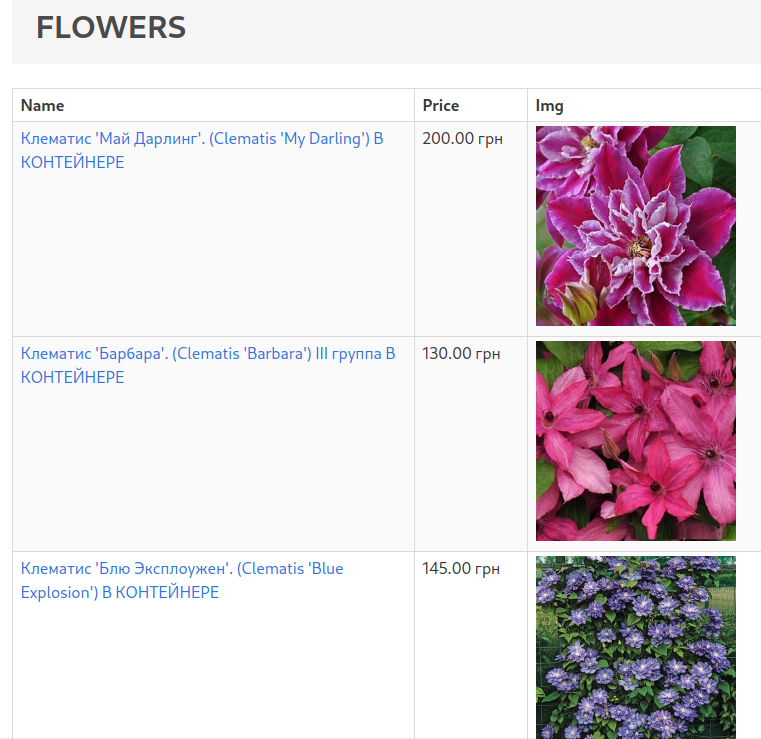 FLOWERS
Name Price Img
Клематис 'Май Дарлинг'. (Clematis 'My Darling') В 200.00 грн
КОНТЕЙНЕРЕ
Клематис 'Барбара'. (Clematis 'Barbara') III группа В 130.00 грн
КОНТЕЙНЕРЕ
Клематис 'Блю Эксплоужен'. (Clematis 'Blue 145.00 грн
Explosion') В КОНТЕЙНЕРЕ